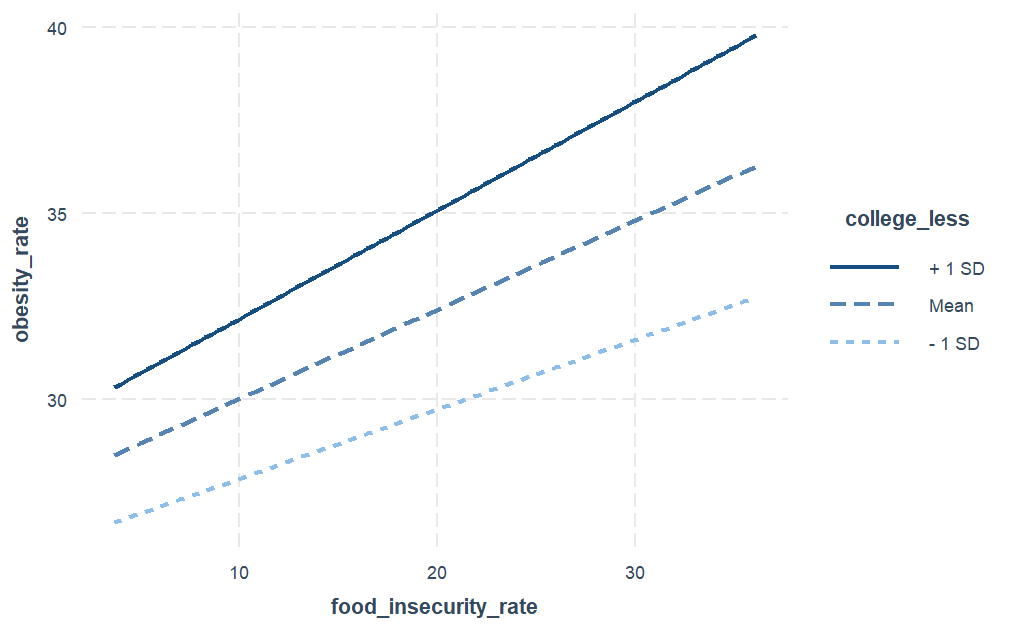 40
35
30
10
20
30
food_insecurity_rate
obesity_rate
college_less
+ 1 SD
Mean
- 1 SD